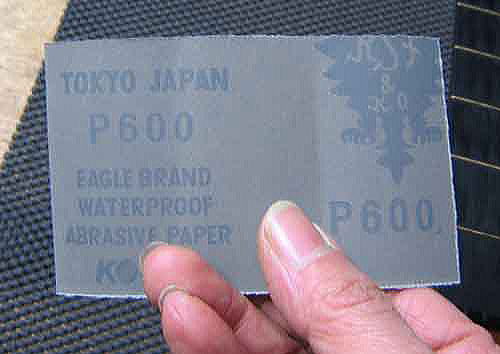 TOKYO JAPAN
P600
EAGLE BRAND
WATERPROOF
ABRASIVE PAPER
P600